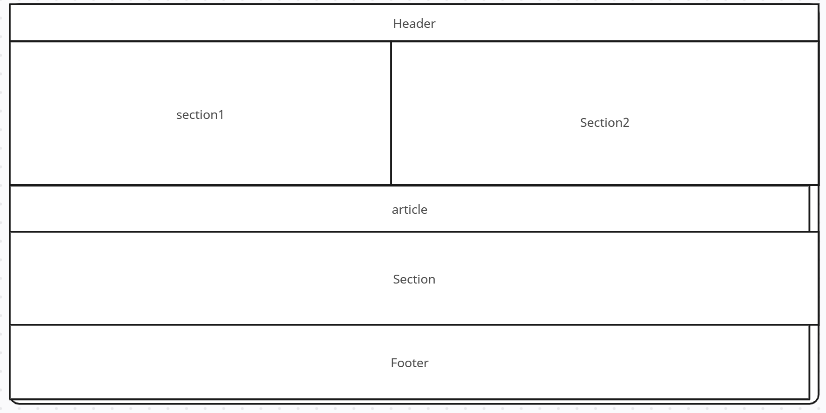 Header
section1
Section2
article
Section
Footer